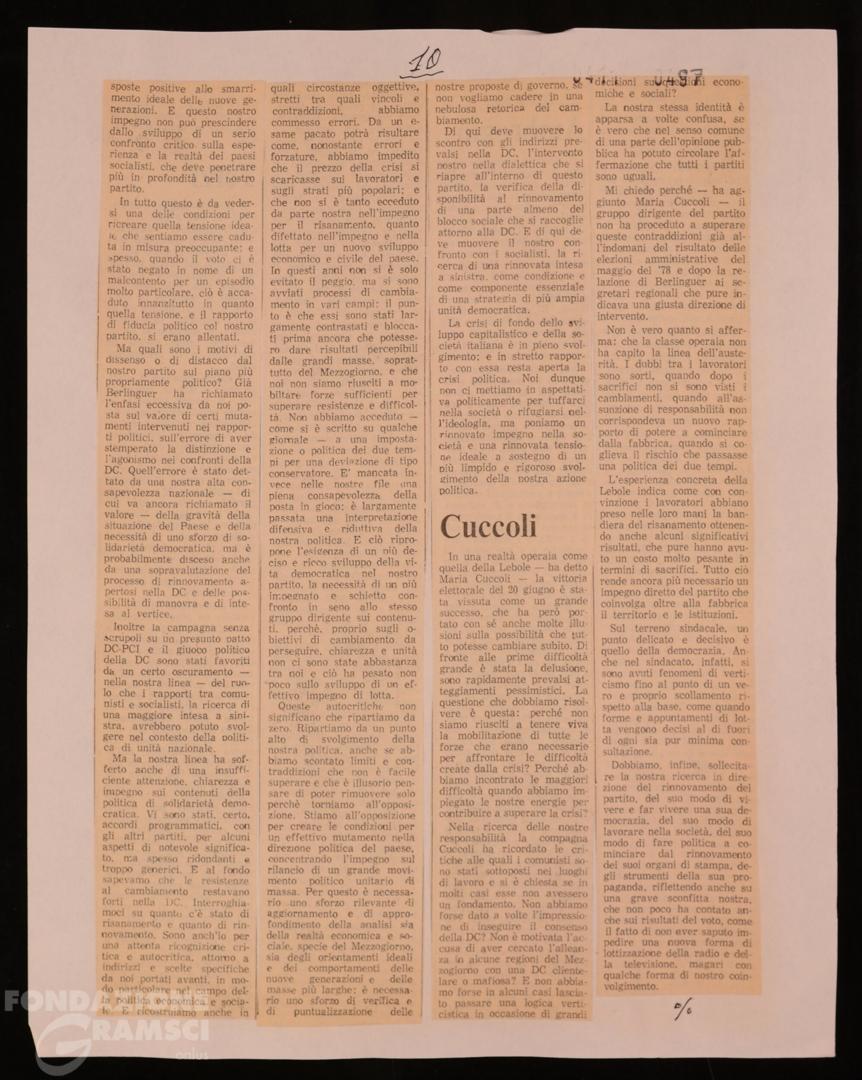 10
0497
sposte positive allo smarri-
mento ideale delle nuove ge-
nerazioni. E questo nostro
impegno non può prescindere
dallo sviluppo di un serio
confronto critico sulla espe-
rienza e la realtà dei paesi
socialisti, che deve penetrare
più in profondità nel nostro
partito.
In tutto questo è da veder-
si una delle condizioni per
ricreare quella tensione idea-
le che sentiamo essere cadu-
ta in misura preoccupante; e
spesso, quando il voto ci è
stato negato in nome di un
malcontento per un episodio
molto particolare, ciò è acca-
duto innanzitutto in quanto
quella tensione, e il rapporto
di fiducia politico col nostro
partito, si erano allentati.
Ma quali sono i motivi di
dissenso o di distacco dal
nostro partito sul piano più
propriamente politico? Già
Berlinguer ha richiamato
l'enfasi eccessiva da noi po-
sta sul valore di certi muta-
menti intervenuti nei rappor-
ti politici, sull'errore di aver
stemperato la distinzione e
l'agonismo nei confronti della
DC. Quell'errore è stato det-
tato da una nostra alta con-
sapevolezza nazionale — di
cui va ancora richiamato il
valore — della gravità della
situazione del Paese e della
necessità di uno sforzo di so-
lidarietà democratica, ma è
probabilmente disceso anche
da una sopravalutazione del
processo di rinnovamento a-
pertosi nella DC e delle pos-
sibilità di manovra e di inte-
sa al vertice.
Inoltre la campagna senza
scrupoli su un presunto patto
DC-PCI e il giuoco politico
della DC sono stati favoriti
da un certo oscuramento —
nella nostra linea — del ruo-
lo che i rapporti tra comu-
nisti e socialisti, la ricerca di
una maggiore intesa a sini-
stra, avrebbero potuto svol-
gere nel contesto della politi-
ca di unità nazionale.
Ma la nostra linea ha sof-
ferto anche di una insuffi-
ciente attenzione, chiarezza e
impegno sui contenuti della
politica di solidarietà demo-
cratica. Vi sono stati, certo,
accordi programmatici, con
gli altri partiti, per alcuni
aspetti di notevole significa-
to, ma spesso ridondanti e
troppo generici. E al fondo
sapevamo che le resistenze
al cambiamento restavano
forti nella DC. Interroghia-
moci su quanto c'è stato di
risanamento e quanto di rin-
novamento. Sono anch'io per
una attenta ricognizione cri-
tica e autocritica, attorno a
indirizzi e scelte specifiche
da noi portati avanti, in mo-
do particolare nel campo del-
la politica economica e socia-
le. E ricostruiamo anche in
quali circostanze oggettive,
stretti tra quali vincoli e
contraddizioni, abbiamo
commesso errori. Da un e-
same pacato potrà risultare
come, nonostante errori e
forzature, abbiamo impedito
che il prezzo della crisi si
scaricasse sui lavoratori e
sugli strati più popolari; e
che non si è tanto ecceduto
da parte nostra nell'impegno
per il risanamento, quanto
difettato nell'impegno e nella
lotta per un nuovo sviluppo
economico e civile del paese.
In questi anni non si è solo
evitato il peggio, ma si sono
avviati processi di cambia-
mento in vari campi: il pun-
to è che essi sono stati lar-
gamente contrastati e blocca-
ti prima ancora che potesse-
ro dare risultati percepibili
dalle grandi masse, soprat-
tutto del Mezzogiorno, e che
noi non siamo riusciti a mo-
bilitare forze sufficienti per
superare resistenze e difficol-
tà. Non abbiamo acceduto —
come si è scritto su qualche
giornale — a una imposta-
zione o politica dei due tem-
pi per una deviazione di tipo
conservatore. E' mancata in-
vece nelle nostre file una
piena consapevolezza della
posta in gioco: è largamente
passata una interpretazione
difensiva e riduttiva della
nostra politica. E ciò ripro-
pone l'esigenza di un più de-
ciso e ricco sviluppo della vi-
ta democratica nel nostro
partito, la necessità di un più
impegnato e schietto con-
fronto in seno allo stesso
gruppo dirigente sui contenu-
ti, perché, proprio sugli o-
biettivi di cambiamento da
perseguire, chiarezza e unità
non ci sono state abbastanza
tra noi e ciò ha pesato non
poco sullo sviluppo di un ef-
fettivo impegno di lotta.
Queste autocritiche non
significano che ripartiamo da
zero. Ripartiamo da un punto
alto di svolgimento della
nostra politica, anche se ab-
biamo scontato limiti e con-
traddizioni che non è facile
superare e che è illusorio pen-
sare di poter rimuovere solo
perché torniamo all'opposi-
zione. Stiamo all'opposizione
per creare le condizioni per
un effettivo mutamento nella
direzione politica del paese,
concentrando l'impegno sul
rilancio di un grande movi-
mento politico unitario di
massa. Per questo è necessa-
rio uno sforzo rilevante di
aggiornamento e di appro-
fondimento della analisi sia
della realtà economica e so-
ciale, specie del Mezzogiorno,
sia degli orientamenti ideali
e dei comportamenti delle
nuove generazioni e delle
masse più larghe; è necessa-
rio uno sforzo di verifica e
di puntualizzazione delle
nostre proposte di governo, se
non vogliamo cadere in una
nebulosa retorica del cam-
biamento.
Di qui deve muovere lo
scontro con gli indirizzi pre-
valsi nella DC, l'intervento
nostro nella dialettica che si
riapre all'interno di questo
partito, la verifica della di-
sponibilità al rinnovamento
di una parte almeno del
blocco sociale che si raccoglie
attorno alla DC. E di qui de-
ve muovere il nostro con-
fronto con i socialisti, la ri-
cerca di una rinnovata intesa
a sinistra, come condizione e
come componente essenziale
di una strategia di più ampia
unità democratica.
La crisi di fondo dello svi-
luppo capitalistico e della so-
cietà italiana è in pieno svol-
gimento; e in stretto rappor-
to con essa resta aperta la
crisi politica. Noi dunque
non ci mettiamo in aspettati-
va politicamente per tuffarci
nella società o rifugiarsi nel-
l'ideologia, ma poniamo un
rinnovato impegno nella so-
cietà e una rinnovata tensio-
ne ideale a sostegno di un
più limpido e rigoroso svol-
gimento della nostra azione
politica.
Cuccoli
In una realtà operaia come
quella della Lebole — ha detto
Maria Cuccoli — la vittoria
elettorale del 20 giugno è sta-
ta vissuta come un grande
successo, che ha però por-
tato con sé anche molte illu-
sioni sulla possibilità che tut-
to potesse cambiare subito. Di
fronte alle prime difficoltà
grande è stata la delusione,
sono rapidamente prevalsi at-
teggiamenti pessimistici. La
questione che dobbiamo risol-
vere è questa: perché non
siamo riusciti a tenere viva
la mobilitazione di tutte le
forze che erano necessarie
per affrontare le difficoltà
create dalla crisi? Perché ab-
biamo incontrato le maggiori
difficoltà quando abbiamo im-
piegato le nostre energie per
contribuire a superare la crisi?
Nella ricerca delle nostre
responsabilità la compagna
Cuccoli ha ricordato le cri-
tiche alle quali i comunisti so-
no stati sottoposti nei luoghi
di lavoro e si è chiesta se in
molti casi esse non avessero
un fondamento. Non abbiamo
forse dato a volte l'impressio-
ne di inseguire il consenso
della DC? Non è motivata l'ac-
cusa di aver cercato l'allean-
za in alcune regioni del Mez-
zogiorno con una DC cliente-
lare o mafiosa? E non abbia-
mo forse in alcuni casi lascia-
to passare una logica verti-
cistica in occasione di grandi
decisioni su questioni econo-
miche e sociali?
La nostra stessa identità è
apparsa a volte confusa, se
è vero che nel senso comune
di una parte dell'opinione pub-
blica ha potuto circolare l'af-
fermazione che tutti i partiti
sono uguali.
Mi chiedo perché — ha ag-
giunto Maria Cuccoli — il
gruppo dirigente del partito
non ha proceduto a superare
queste contraddizioni già al-
l'indomani del risultato delle
elezioni amministrative del
maggio del '78 e dopo la re-
lazione di Berlinguer ai se-
gretari regionali che pure in-
dicava una giusta direzione di
intervento.
Non è vero quanto si affer-
ma: che la classe operaia non
ha capito la linea dell'auste-
rità. I dubbi tra i lavoratori
sono sorti, quando dopo i
sacrifici non si sono visti i
cambiamenti, quando all'as-
sunzione di responsabilità non
corrispondeva un nuovo rap-
porto di potere a cominciare
dalla fabbrica, quando si co-
glieva il rischio che passasse
una politica dei due tempi.
L'esperienza concreta della
Lebole indica come con con-
vinzione i lavoratori abbiano
preso nelle loro mani la ban-
diera del risanamento ottenen-
do anche alcuni significativi
risultati, che pure hanno avu-
to un costo molto pesante in
termini di sacrifici. Tutto ciò
rende ancora più necessario un
impegno diretto del partito che
coinvolga oltre alla fabbrica
il territorio e le istituzioni.
Sul terreno sindacale, un
punto delicato e decisivo è
quello della democrazia. An-
che nel sindacato, infatti, si
sono avuti fenomeni di verti-
cismo fino al punto di un ve-
ro e proprio scollamento ri-
spetto alla base, come quando
forme e appuntamenti di lot-
ta vengono decisi al di fuori
di ogni sia pur minima con-
sultazione.
Dobbiamo, infine, sollecita-
re la nostra ricerca in dire-
zione del rinnovamento del
partito, del suo modo di vi-
vere e far vivere una sua de-
mocrazia, del suo modo di
lavorare nella società, del suo
modo di fare politica a co-
minciare dal rinnovamento
dei suoi organi di stampa, de-
gli strumenti della sua pro-
paganda, riflettendo anche su
una grave sconfitta nostra,
che non poco ha contato an-
che sui risultati del voto, come
il fatto di non aver saputo im-
pedire una nuova forma di
lottizzazione della radio e del-
la televisione, magari con
qualche forma di nostro coin-
volgimento.
%
FONDAZIONE
GRAMSCI
onlus